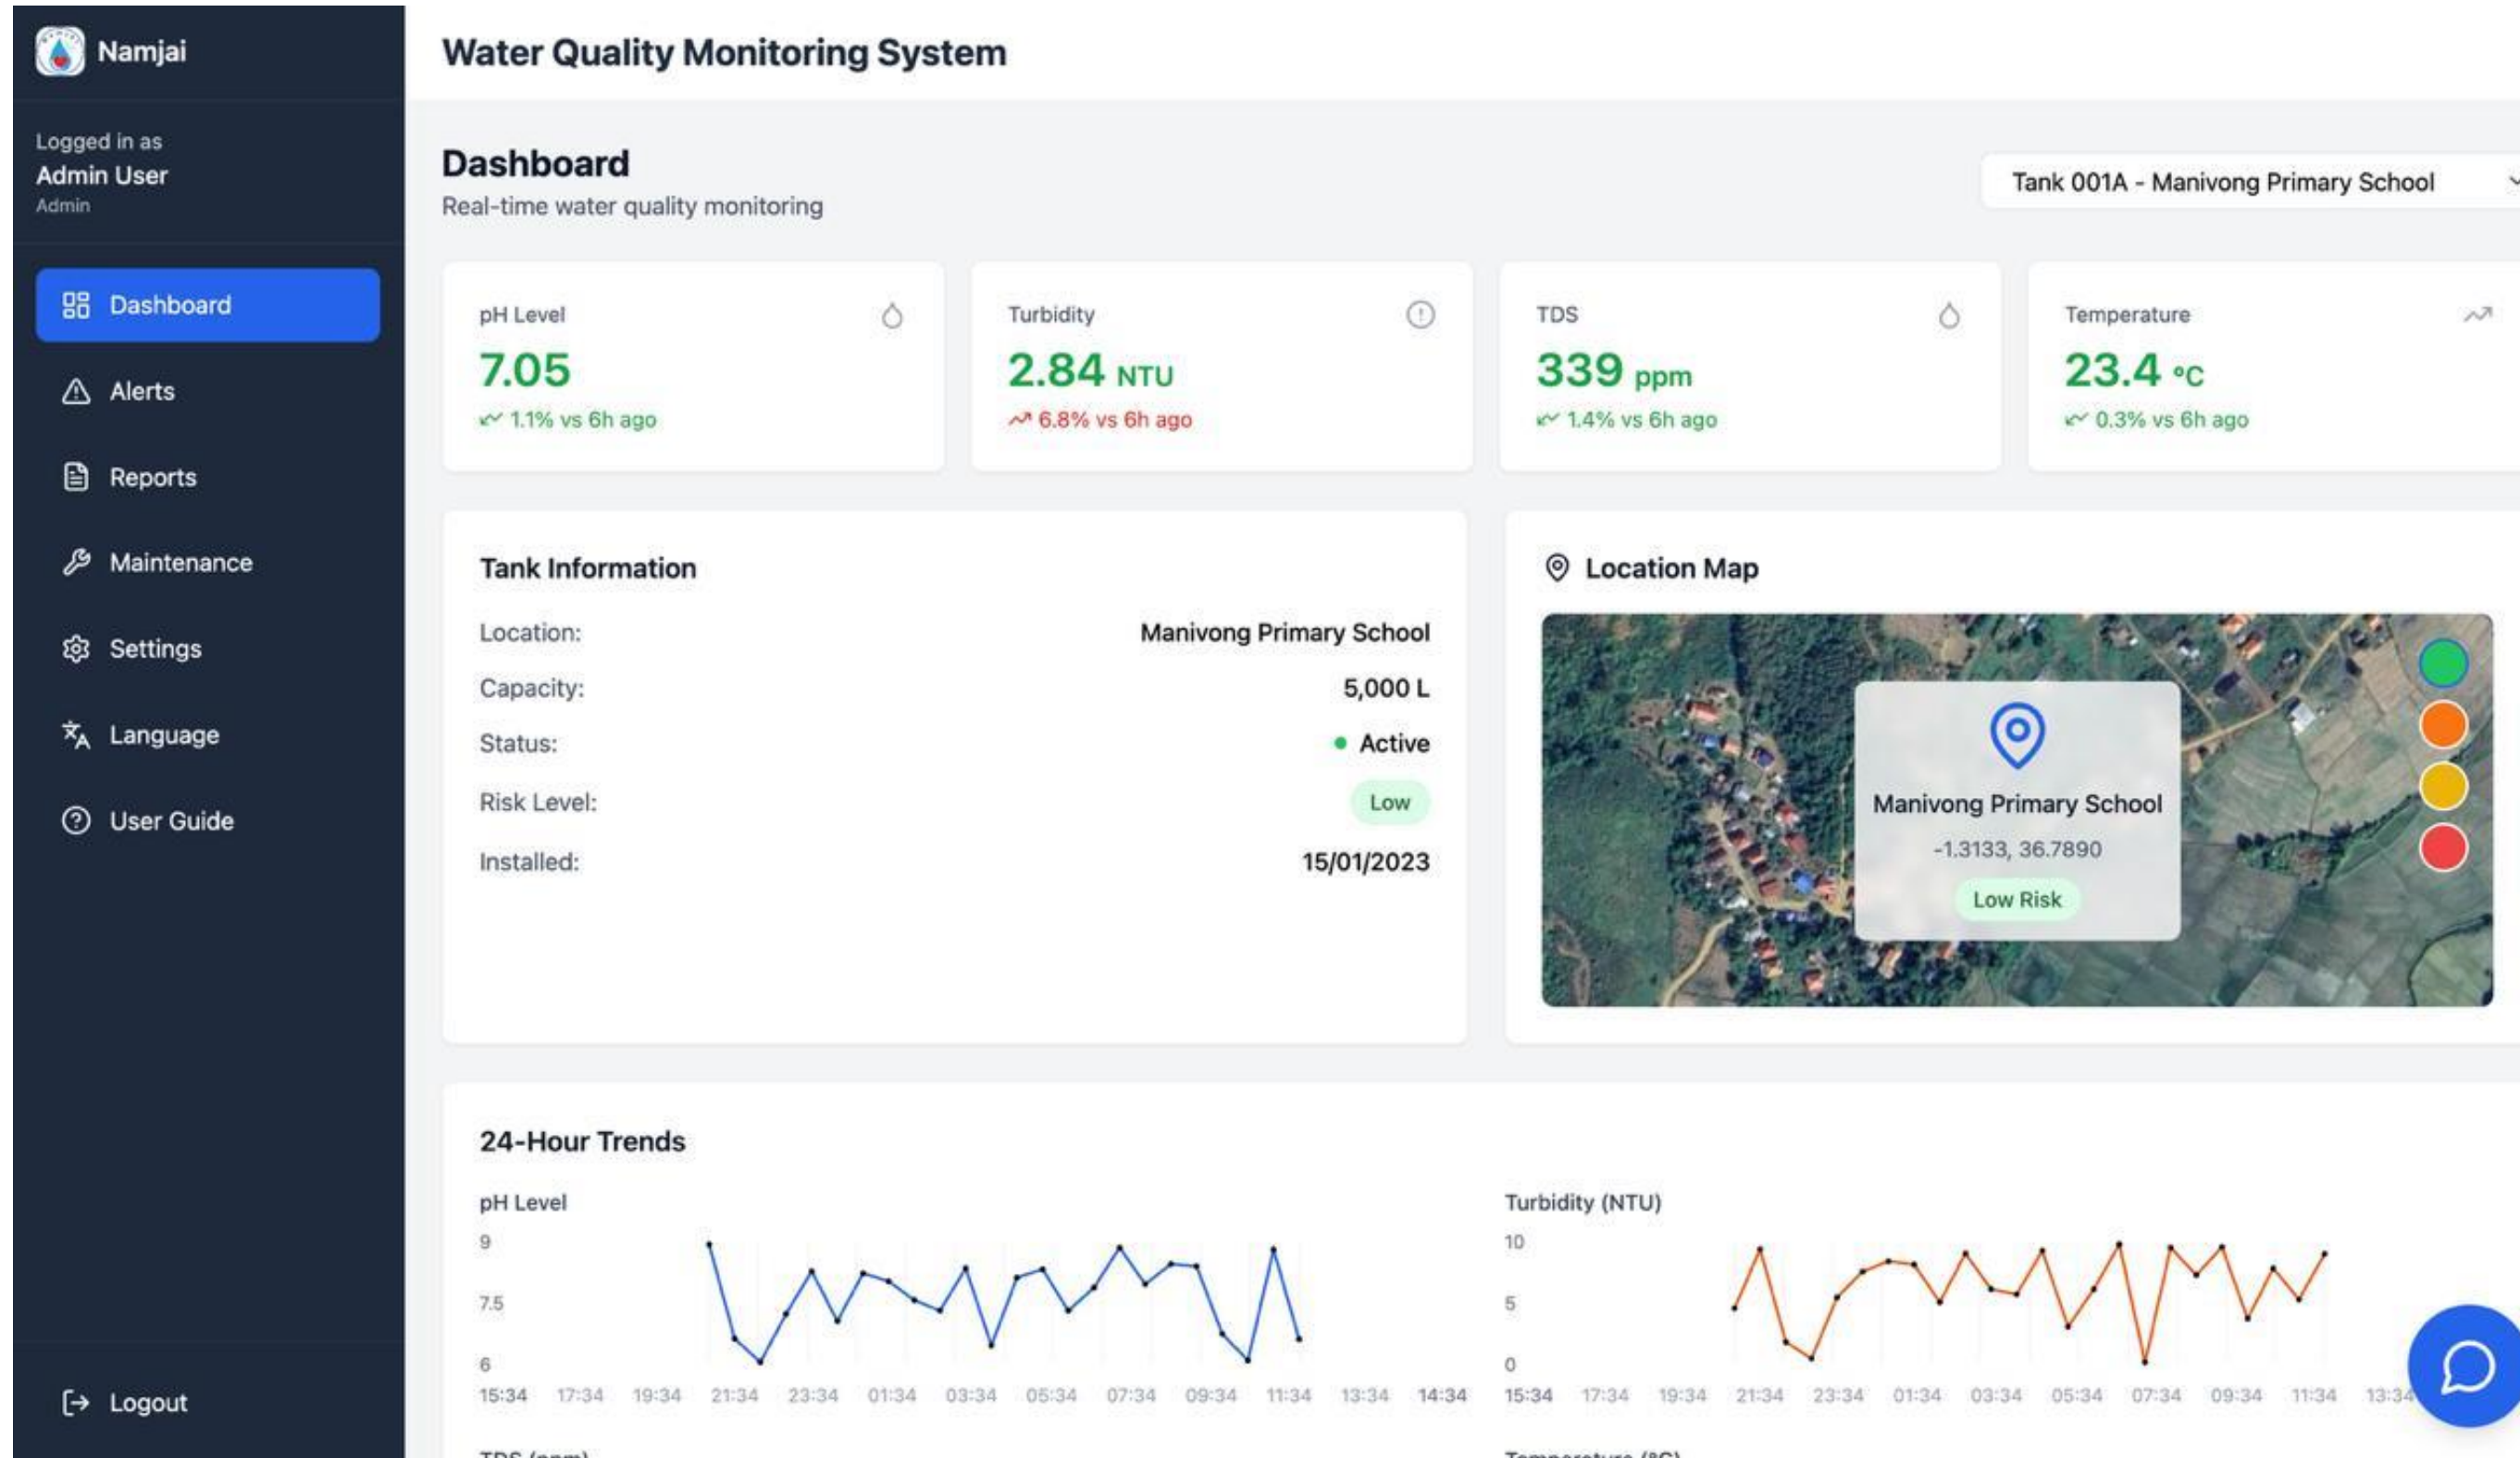 Namjai
Logged in as
Admin User
Admin
Dashboard
Alerts
Reports
Maintenance
Settings
Language
User Guide
Logout
Water Quality Monitoring System
Dashboard
Real-time water quality monitoring
Tank 001A - Manivong Primary School
pH Level
7.05
1.1% vs 6h ago
Turbidity
2.84 NTU
6.8% vs 6h ago
TDS
339 ppm
1.4% vs 6h ago
Temperature
23.4 °C
0.3% vs 6h ago
Tank Information
Location: Manivong Primary School
Capacity: 5,000 L
Status: Active
Risk Level: Low
Installed: 15/01/2023
Location Map
Manivong Primary School
-1.3133, 36.7890
Low Risk
24-Hour Trends
pH Level
9
7.5
6
15:34 17:34 19:34 21:34 23:34 01:34 03:34 05:34 07:34 09:34 11:34 13:34 14:34
Turbidity (NTU)
10
5
0
15:34 17:34 19:34 21:34 23:34 01:34 03:34 05:34 07:34 09:34 11:34 13:34
TDS (ppm)
Temperature (°C)